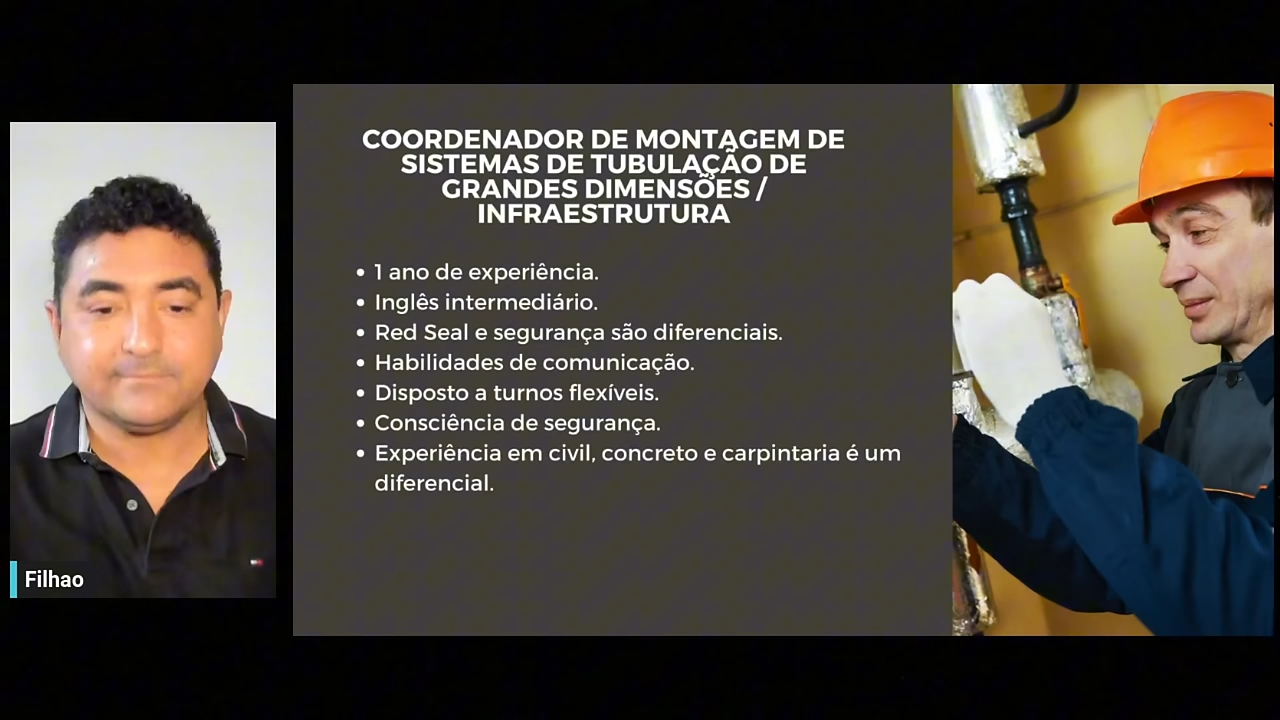 COORDENADOR DE MONTAGEM DE
SISTEMAS DE TUBULAÇÃO DE
GRANDES DIMENSÕES /
INFRAESTRUTURA
• 1 ano de experiência.
• Inglês intermediário.
• Red Seal e segurança são diferenciais.
• Habilidades de comunicação.
• Disposto a turnos flexíveis.
• Consciência de segurança.
• Experiência em civil, concreto e carpintaria é um
diferencial.
Filhao